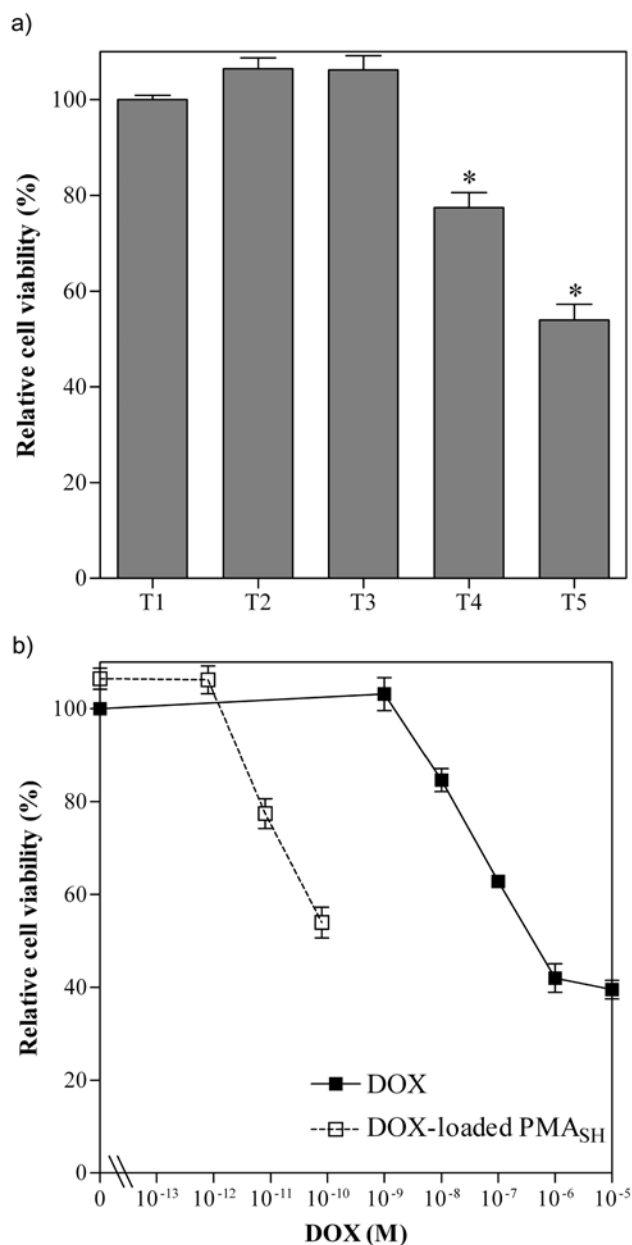 a)
Relative cell viability (%)
100
80
60
40
20
0
*
*
T1 T2 T3 T4 T5
b)
Relative cell viability (%)
100
80
60
40
20
0
DOX
DOX-loaded PMA_SH
0 10⁻¹³ 10⁻¹² 10⁻¹¹ 10⁻¹⁰ 10⁻⁹ 10⁻⁸ 10⁻⁷ 10⁻⁶ 10⁻⁵
DOX (M)